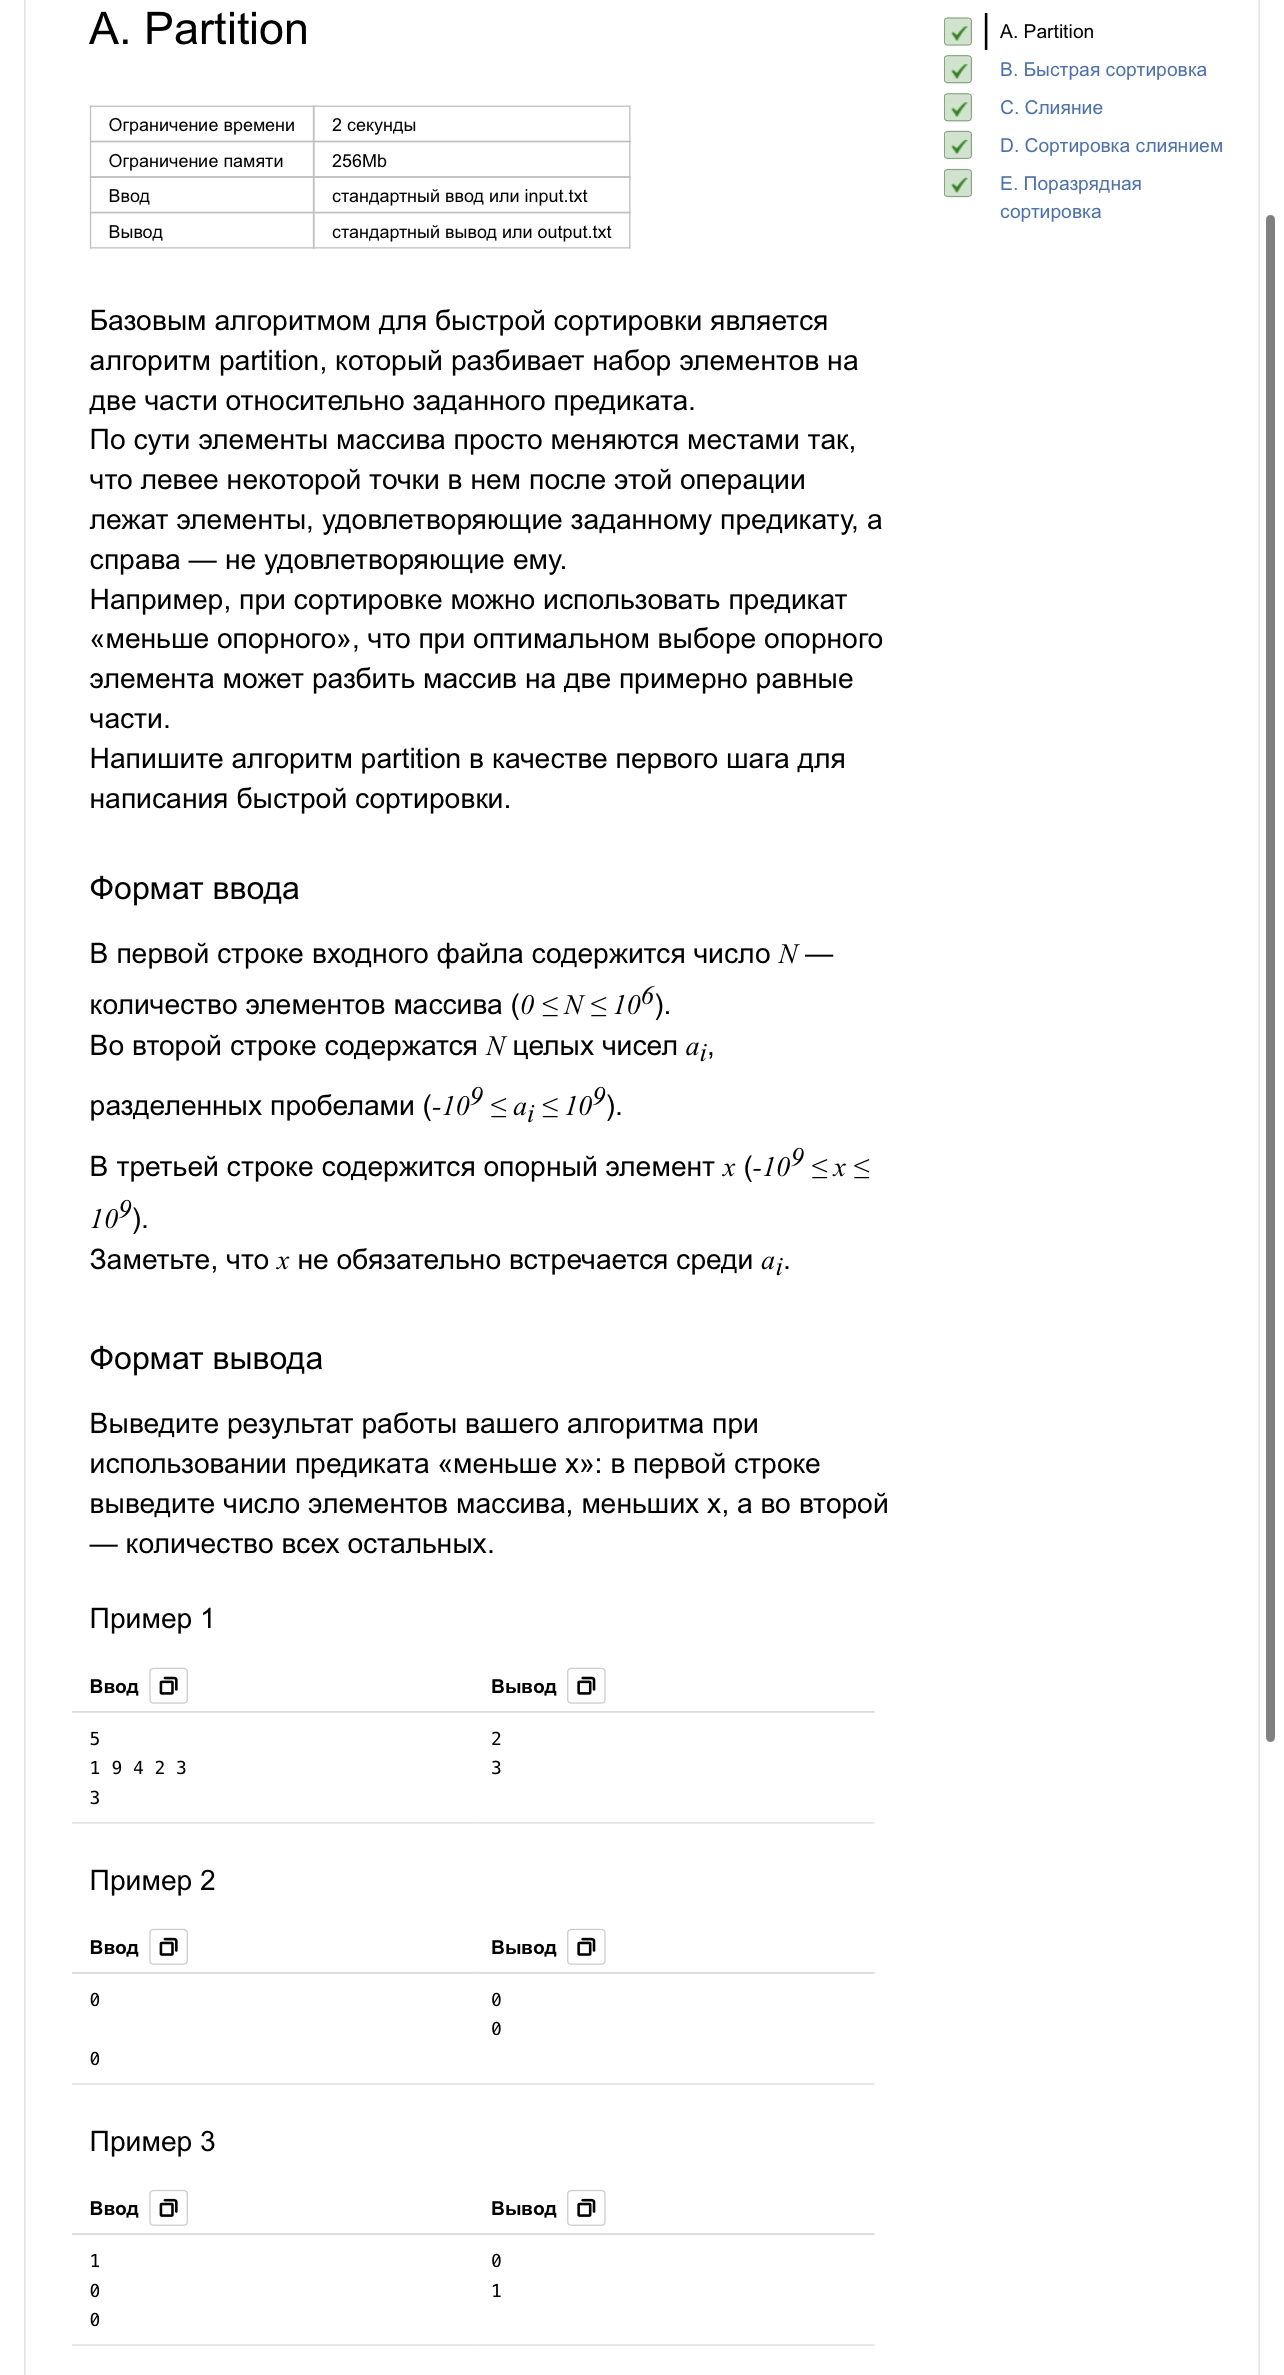 A. Partition
Ограничение времени 2 секунды
Ограничение памяти 256Mb
Ввод стандартный ввод или input.txt
Вывод стандартный вывод или output.txt
Базовым алгоритмом для быстрой сортировки является
алгоритм partition, который разбивает набор элементов на
две части относительно заданного предиката.
По сути элементы массива просто меняются местами так,
что левее некоторой точки в нем после этой операции
лежат элементы, удовлетворяющие заданному предикату, а
справа — не удовлетворяющие ему.
Например, при сортировке можно использовать предикат
«меньше опорного», что при оптимальном выборе опорного
элемента может разбить массив на две примерно равные
части.
Напишите алгоритм partition в качестве первого шага для
написания быстрой сортировки.
Формат ввода
В первой строке входного файла содержится число N —
количество элементов массива (0 ≤ N ≤ 10^6).
Во второй строке содержатся N целых чисел a_i,
разделенных пробелами (-10^9 ≤ a_i ≤ 10^9).
В третьей строке содержится опорный элемент x (-10^9 ≤ x ≤
10^9).
Заметьте, что x не обязательно встречается среди a_i.
Формат вывода
Выведите результат работы вашего алгоритма при
использовании предиката «меньше x»: в первой строке
выведите число элементов массива, меньших x, а во второй
— количество всех остальных.
Пример 1
Ввод Вывод
5 2
1 9 4 2 3 3
3
Пример 2
Ввод Вывод
0 0
0
0
Пример 3
Ввод Вывод
1 0
0 1
0
A. Partition
B. Быстрая сортировка
C. Слияние
D. Сортировка слиянием
E. Поразрядная
сортировка